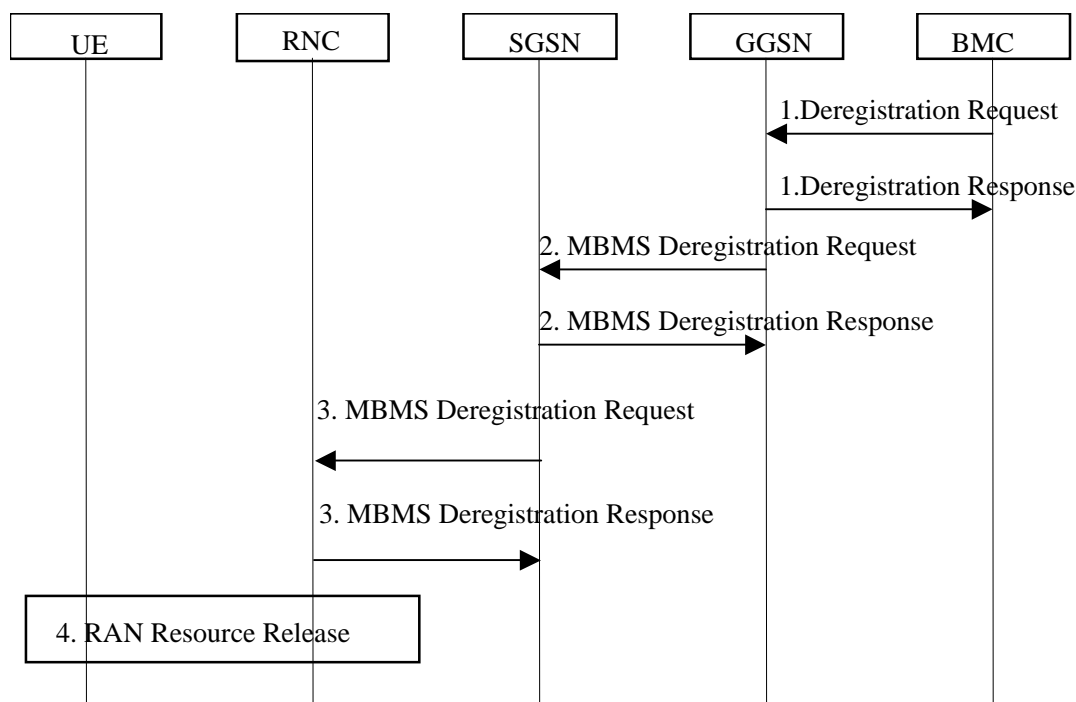 UE RNC SGSN GGSN BMC
1.Deregistration Request
1.Deregistration Response
2. MBMS Deregistration Request
2. MBMS Deregistration Response
3. MBMS Deregistration Request
3. MBMS Deregistration Response
4. RAN Resource Release